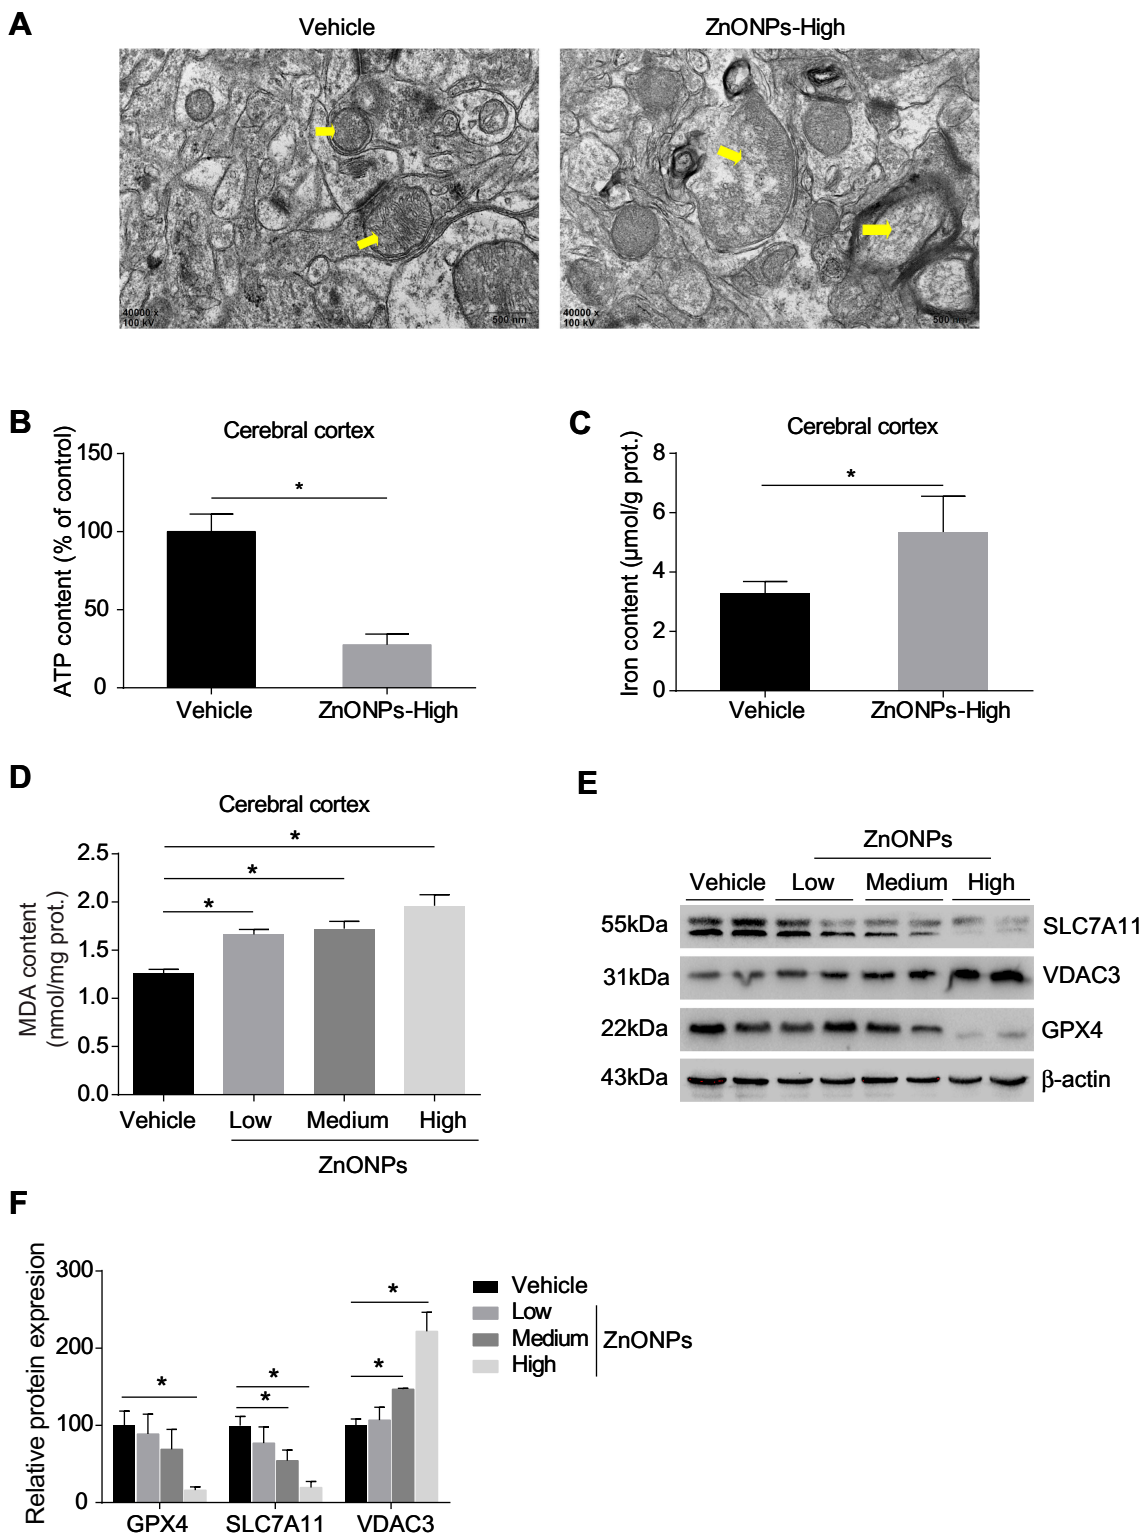 A
Vehicle
ZnONPs-High
40000 x
100 kV
500 nm
40000 x
100 kV
500 nm
B
Cerebral cortex
ATP content (% of control)
150
100
50
0
*
Vehicle
ZnONPs-High
C
Cerebral cortex
Iron content (μmol/g prot.)
8
6
4
2
0
*
Vehicle
ZnONPs-High
D
Cerebral cortex
MDA content
(nmol/mg prot.)
2.5
2.0
1.5
1.0
0.5
0.0
*
*
*
Vehicle
Low
Medium
High
ZnONPs
E
ZnONPs
Vehicle
Low
Medium
High
55kDa
SLC7A11
31kDa
VDAC3
22kDa
GPX4
43kDa
β-actin
F
Relative protein expresion
300
200
100
0
*
*
*
*
*
GPX4
SLC7A11
VDAC3
Vehicle
Low
Medium
High
ZnONPs